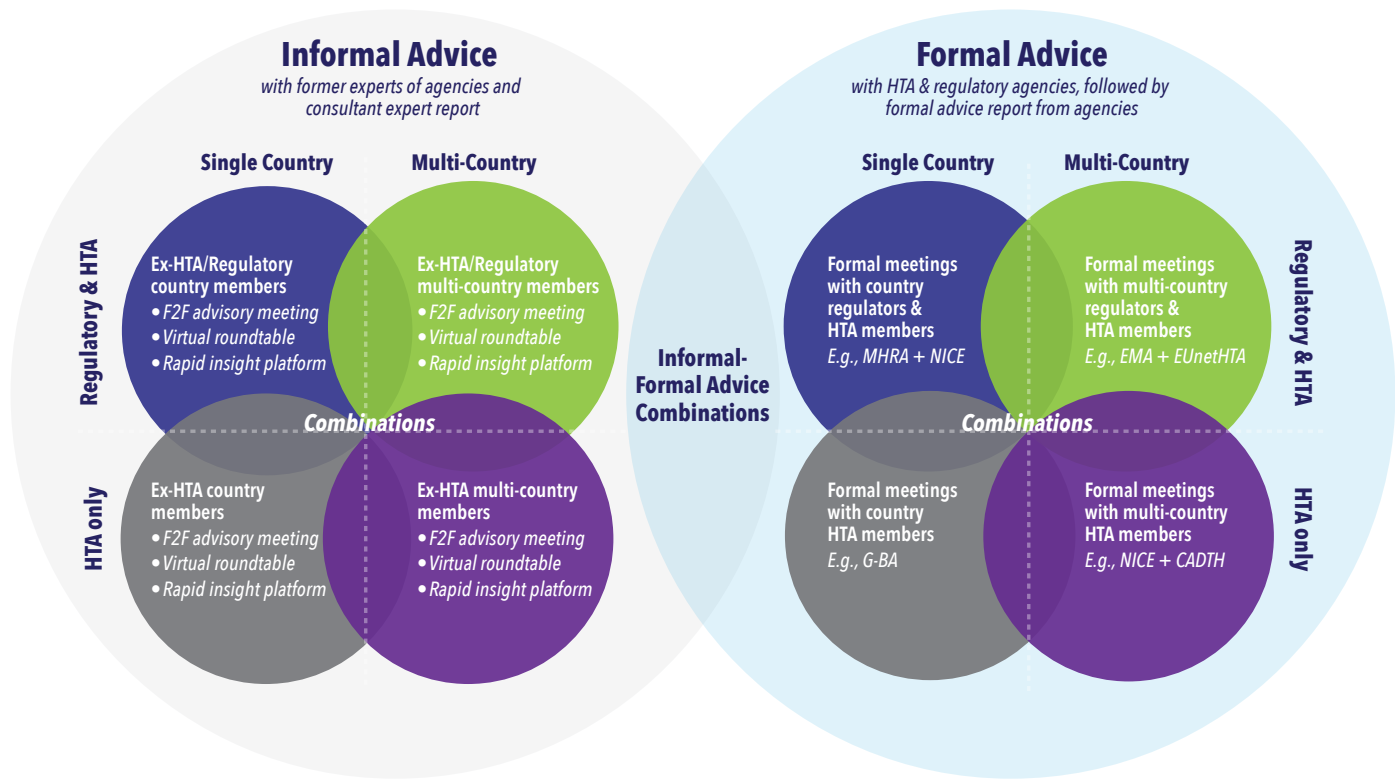 Informal Advice
with former experts of agencies and
consultant expert report
Single Country
Multi-Country
Regulatory & HTA
HTA only
Ex-HTA/Regulatory
country members
• F2F advisory meeting
• Virtual roundtable
• Rapid insight platform
Ex-HTA/Regulatory
multi-country members
• F2F advisory meeting
• Virtual roundtable
• Rapid insight platform
Combinations
Ex-HTA country
members
• F2F advisory meeting
• Virtual roundtable
• Rapid insight platform
Ex-HTA multi-country
members
• F2F advisory meeting
• Virtual roundtable
• Rapid insight platform
Informal-
Formal Advice
Combinations
Formal Advice
with HTA & regulatory agencies, followed by
formal advice report from agencies
Single Country
Multi-Country
Formal meetings
with country
regulators &
HTA members
E.g., MHRA + NICE
Formal meetings
with multi-country
regulators &
HTA members
E.g., EMA + EUnetHTA
Combinations
Formal meetings
with country
HTA members
E.g., G-BA
Formal meetings
with multi-country
HTA members
E.g., NICE + CADTH
Regulatory & HTA
HTA only